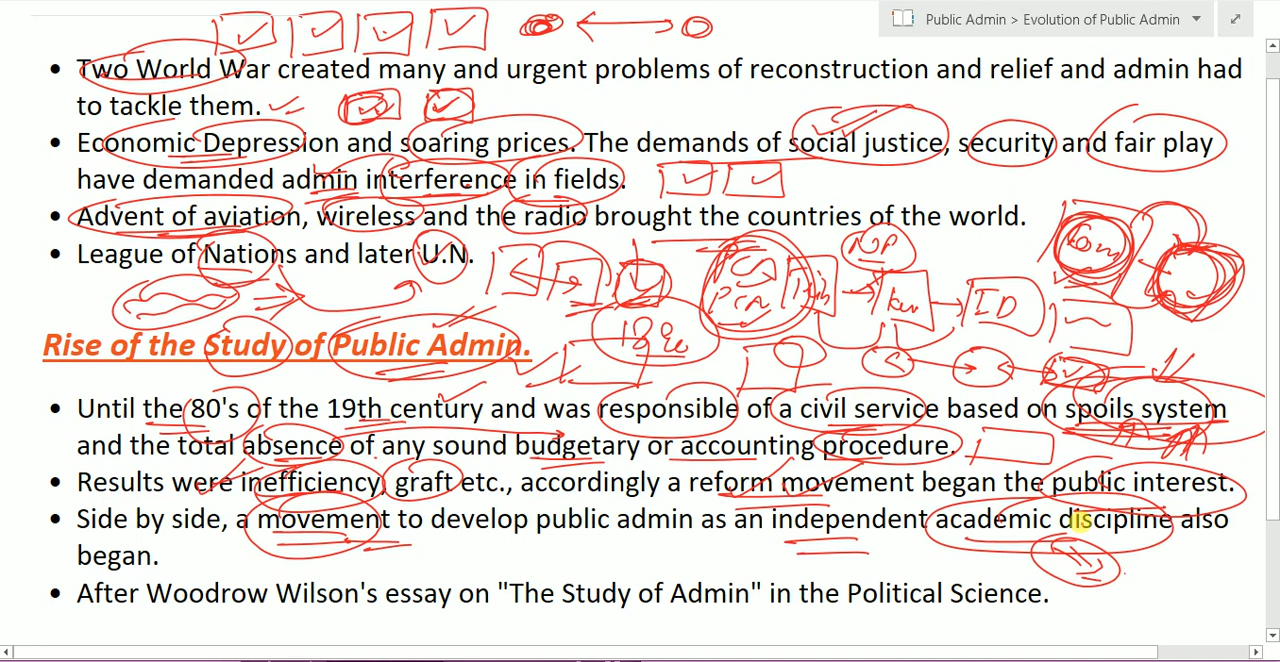 Public Admin > Evolution of Public Admin
• Two World War created many and urgent problems of reconstruction and relief and admin had
to tackle them.
• Economic Depression and soaring prices. The demands of social justice, security and fair play
have demanded admin interference in fields.
• Advent of aviation, wireless and the radio brought the countries of the world.
• League of Nations and later U.N.
ID
Rise of the Study of Public Admin.
• Until the 80's of the 19th century and was responsible of a civil service based on spoils system
and the total absence of any sound budgetary or accounting procedure.
• Results were inefficiency, graft etc., accordingly a reform movement began the public interest.
• Side by side, a movement to develop public admin as an independent academic discipline also
began.
• After Woodrow Wilson's essay on "The Study of Admin" in the Political Science.